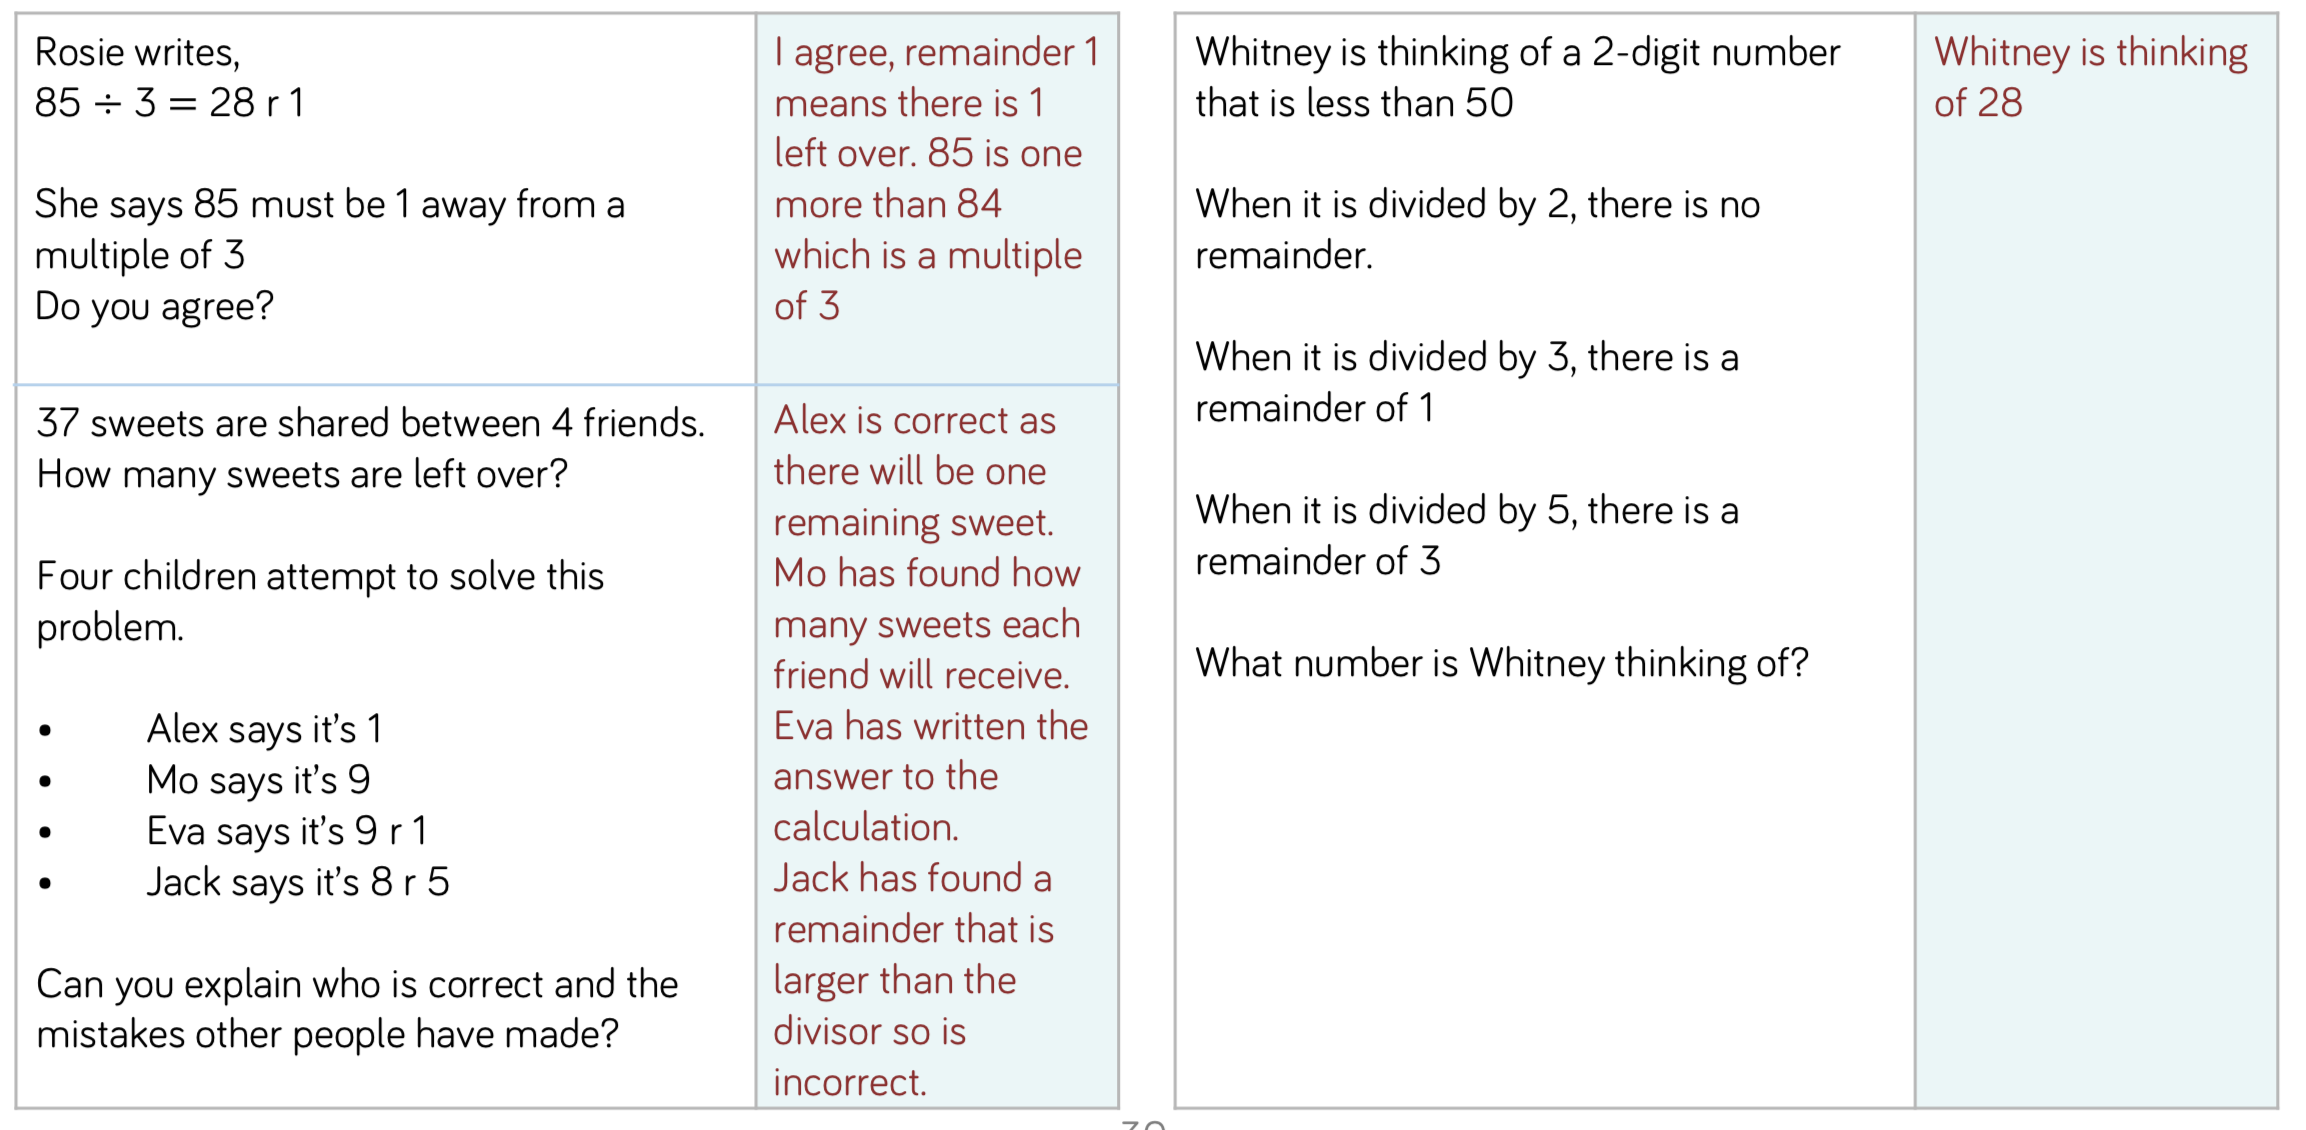 Rosie writes,
85 ÷ 3 = 28 r 1
She says 85 must be 1 away from a
multiple of 3
Do you agree?
I agree, remainder 1
means there is 1
left over. 85 is one
more than 84
which is a multiple
of 3
37 sweets are shared between 4 friends.
How many sweets are left over?
Four children attempt to solve this
problem.
• Alex says it's 1
• Mo says it's 9
• Eva says it's 9 r 1
• Jack says it's 8 r 5
Can you explain who is correct and the
mistakes other people have made?
Alex is correct as
there will be one
remaining sweet.
Mo has found how
many sweets each
friend will receive.
Eva has written the
answer to the
calculation.
Jack has found a
remainder that is
larger than the
divisor so is
incorrect.
Whitney is thinking of a 2-digit number
that is less than 50
When it is divided by 2, there is no
remainder.
When it is divided by 3, there is a
remainder of 1
When it is divided by 5, there is a
remainder of 3
What number is Whitney thinking of?
Whitney is thinking
of 28